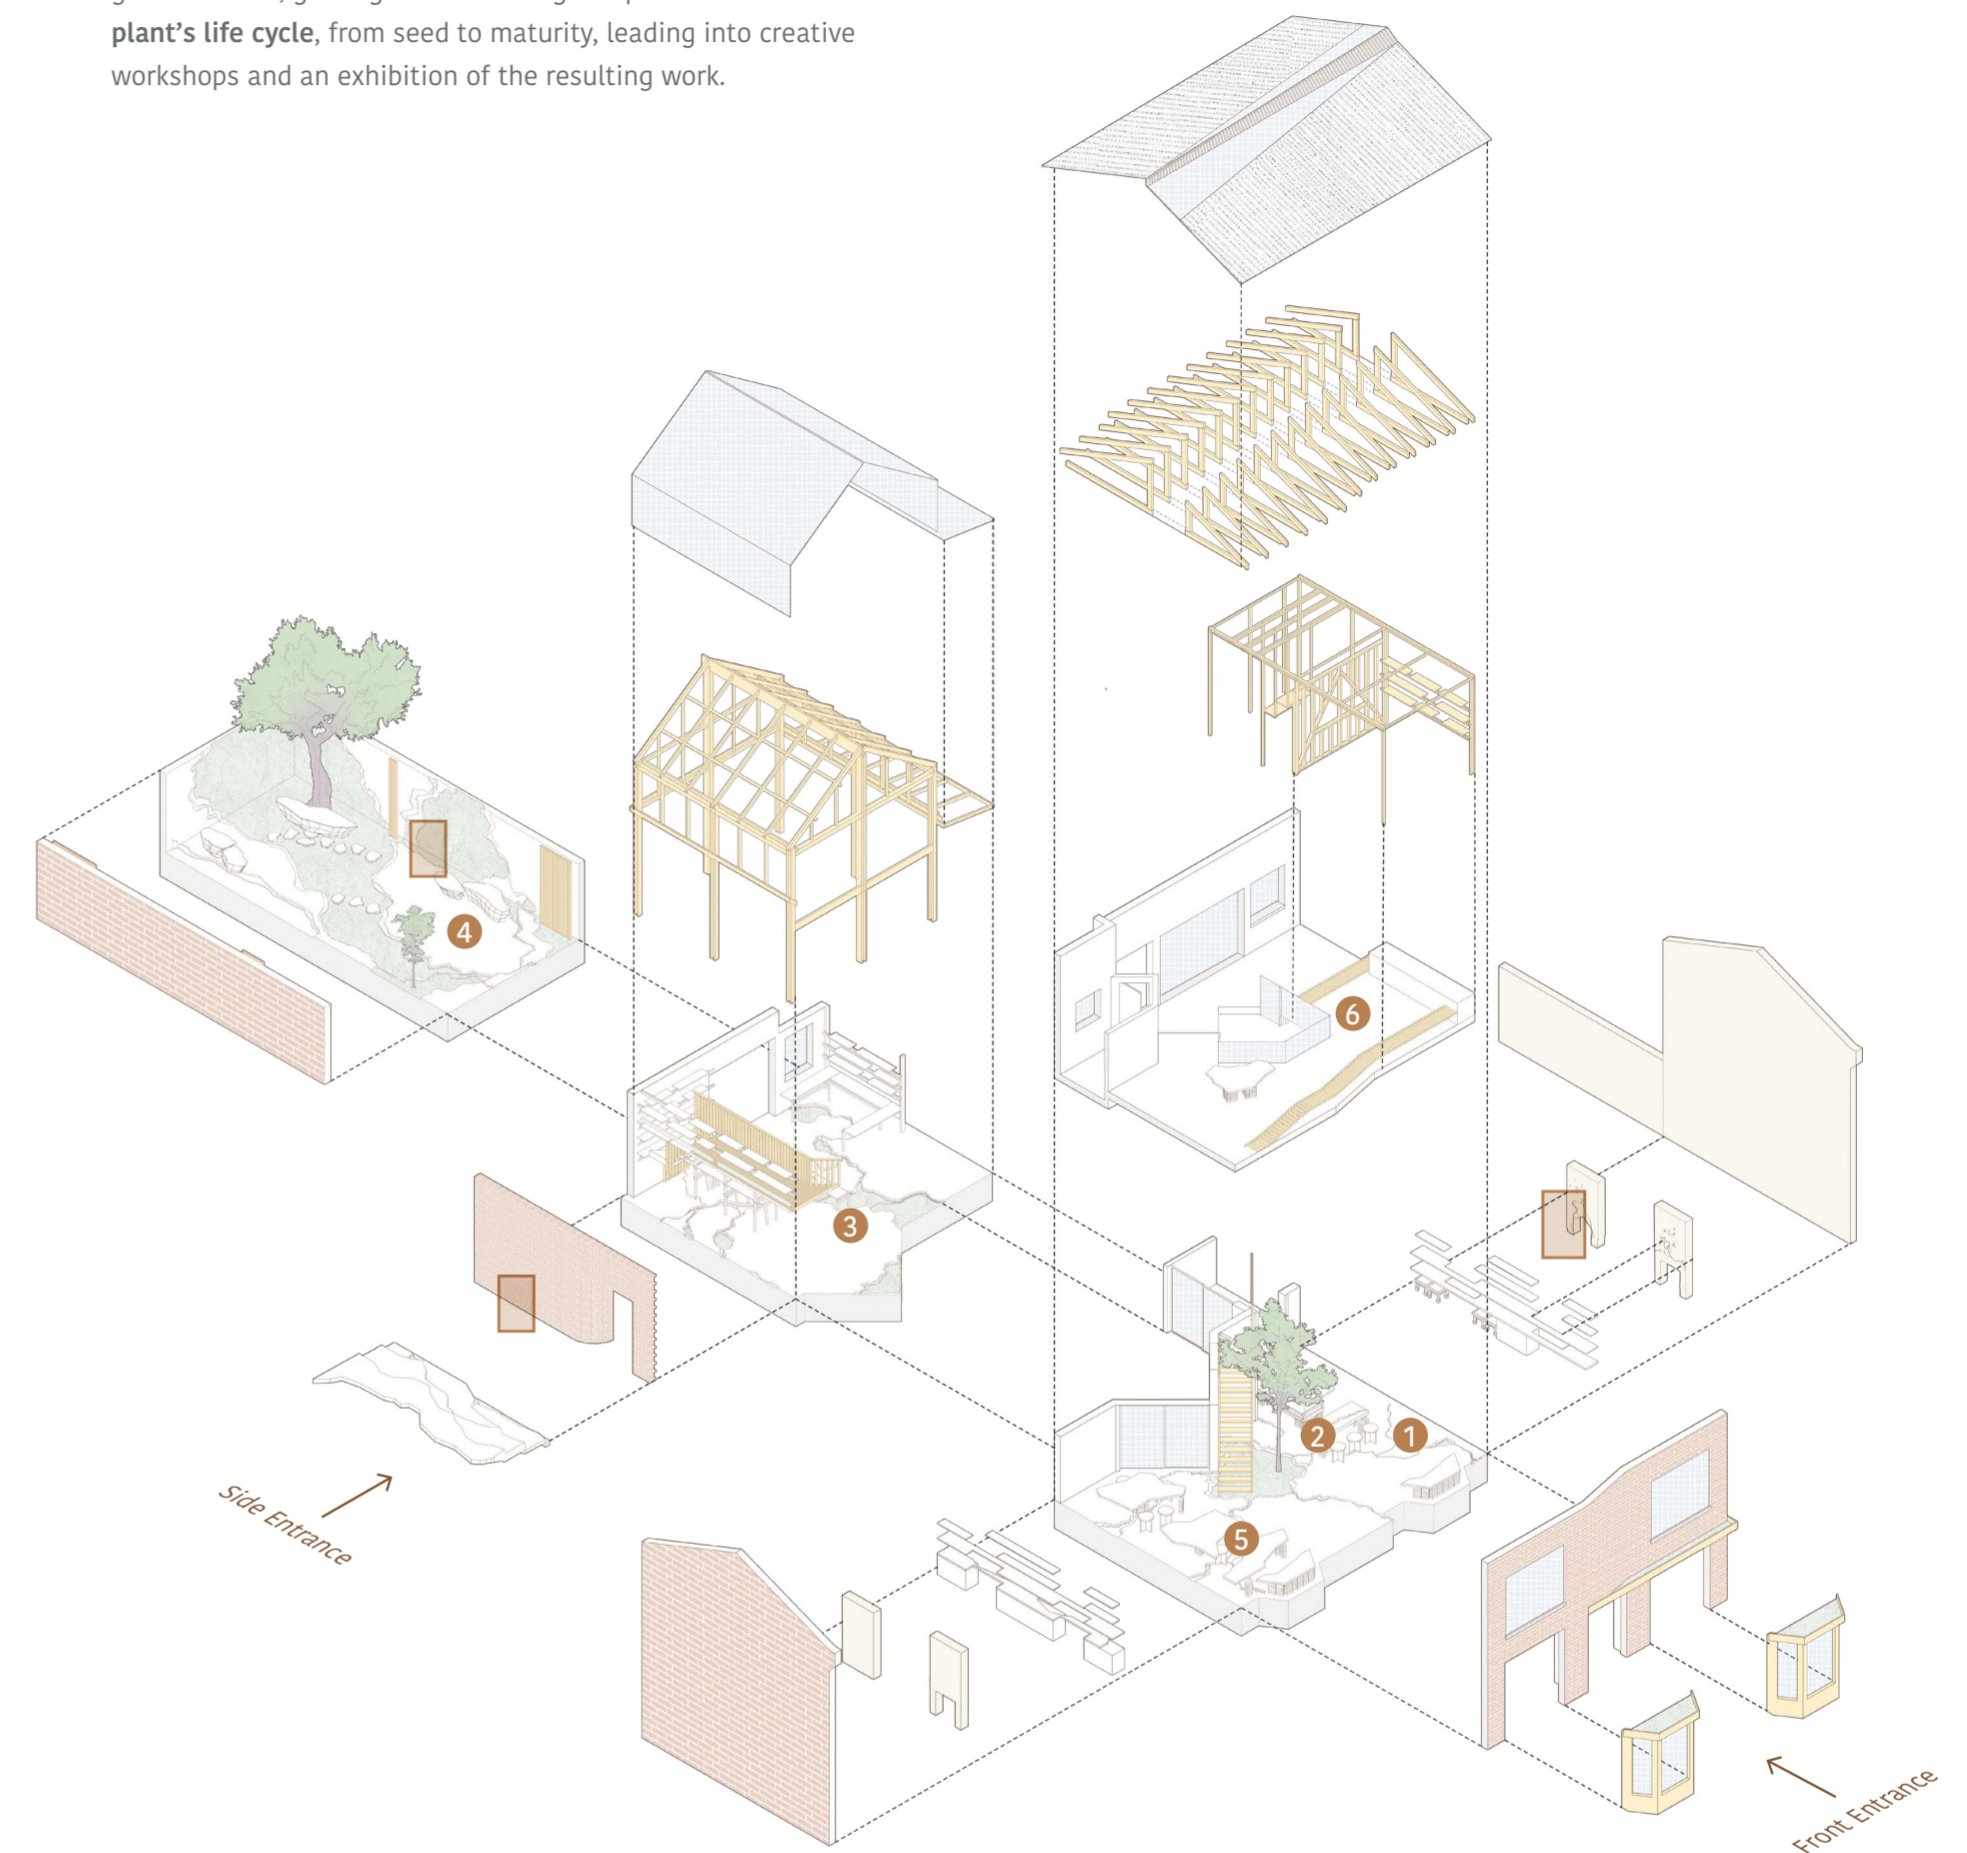 plant's life cycle, from seed to maturity, leading into creative
workshops and an exhibition of the resulting work.
4
6
3
2
1
5
Side Entrance
Front Entrance